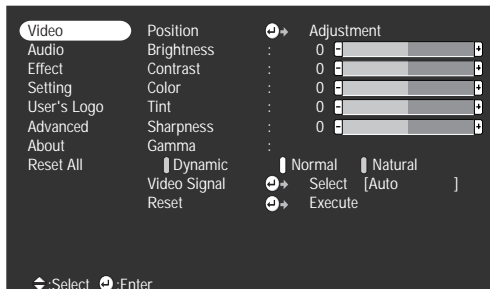 Video Position Adjustment
Audio Brightness : 0 - +
Effect Contrast : 0 - +
Setting Color : 0 - +
User's Logo Tint : 0 - +
Advanced Sharpness : 0 - +
About Gamma :
Reset All Dynamic Normal Natural
Video Signal Select [Auto ]
Reset Execute
:Select :Enter